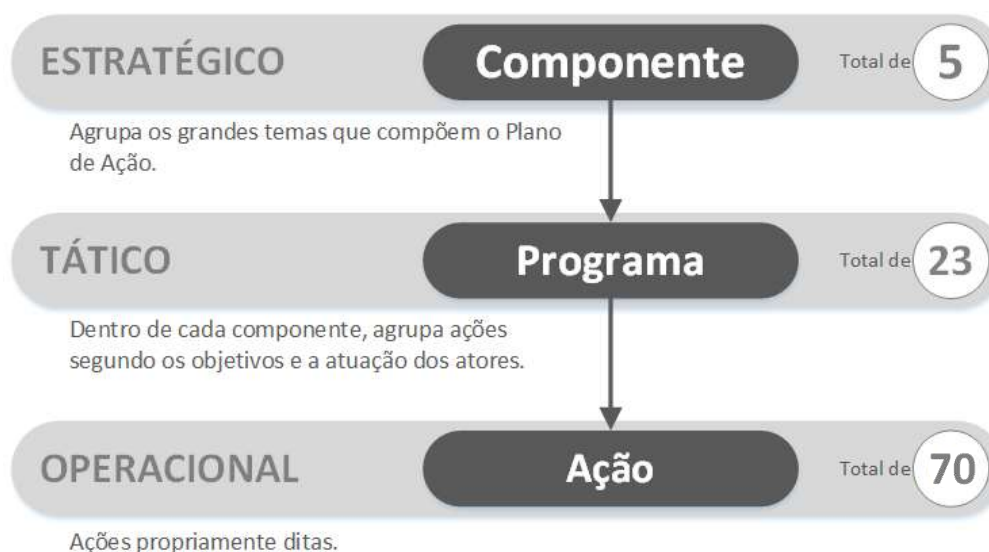 ESTRATÉGICO Componente Total de 5
Agrupa os grandes temas que compõem o Plano
de Ação.
TÁTICO Programa Total de 23
Dentro de cada componente, agrupa ações
segundo os objetivos e a atuação dos atores.
OPERACIONAL Ação Total de 70
Ações propriamente ditas.